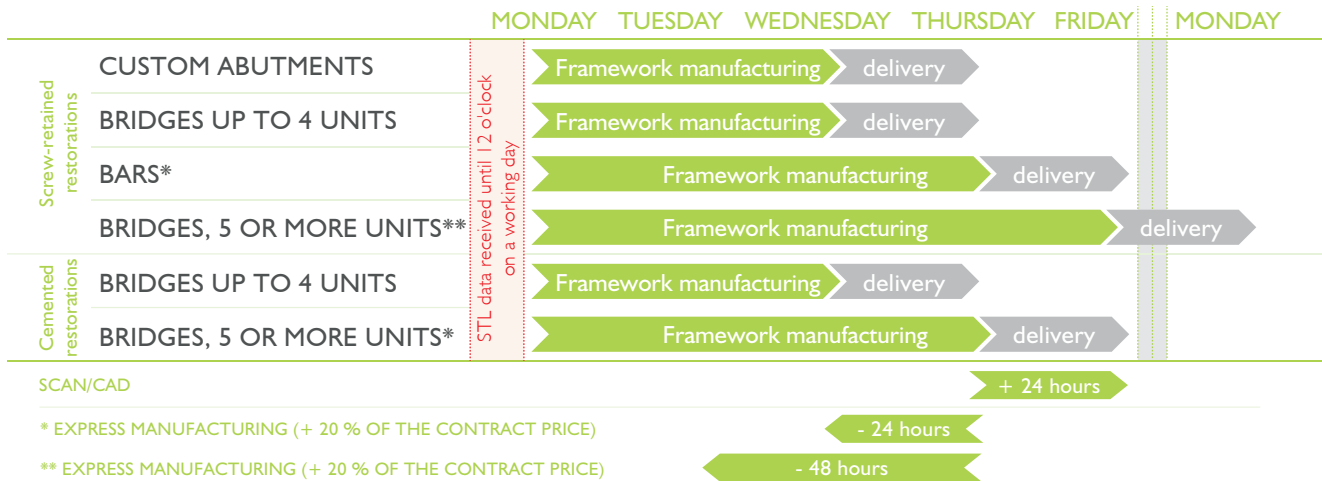 MONDAY TUESDAY WEDNESDAY THURSDAY FRIDAY MONDAY
Screw-retained
restorations
STL data received until 12 o'clock
on a working day
CUSTOM ABUTMENTS Framework manufacturing delivery
BRIDGES UP TO 4 UNITS Framework manufacturing delivery
BARS* Framework manufacturing delivery
BRIDGES, 5 OR MORE UNITS** Framework manufacturing delivery
Cemented
restorations
BRIDGES UP TO 4 UNITS Framework manufacturing delivery
BRIDGES, 5 OR MORE UNITS* Framework manufacturing delivery
SCAN/CAD + 24 hours
* EXPRESS MANUFACTURING (+ 20 % OF THE CONTRACT PRICE) - 24 hours
** EXPRESS MANUFACTURING (+ 20 % OF THE CONTRACT PRICE) - 48 hours